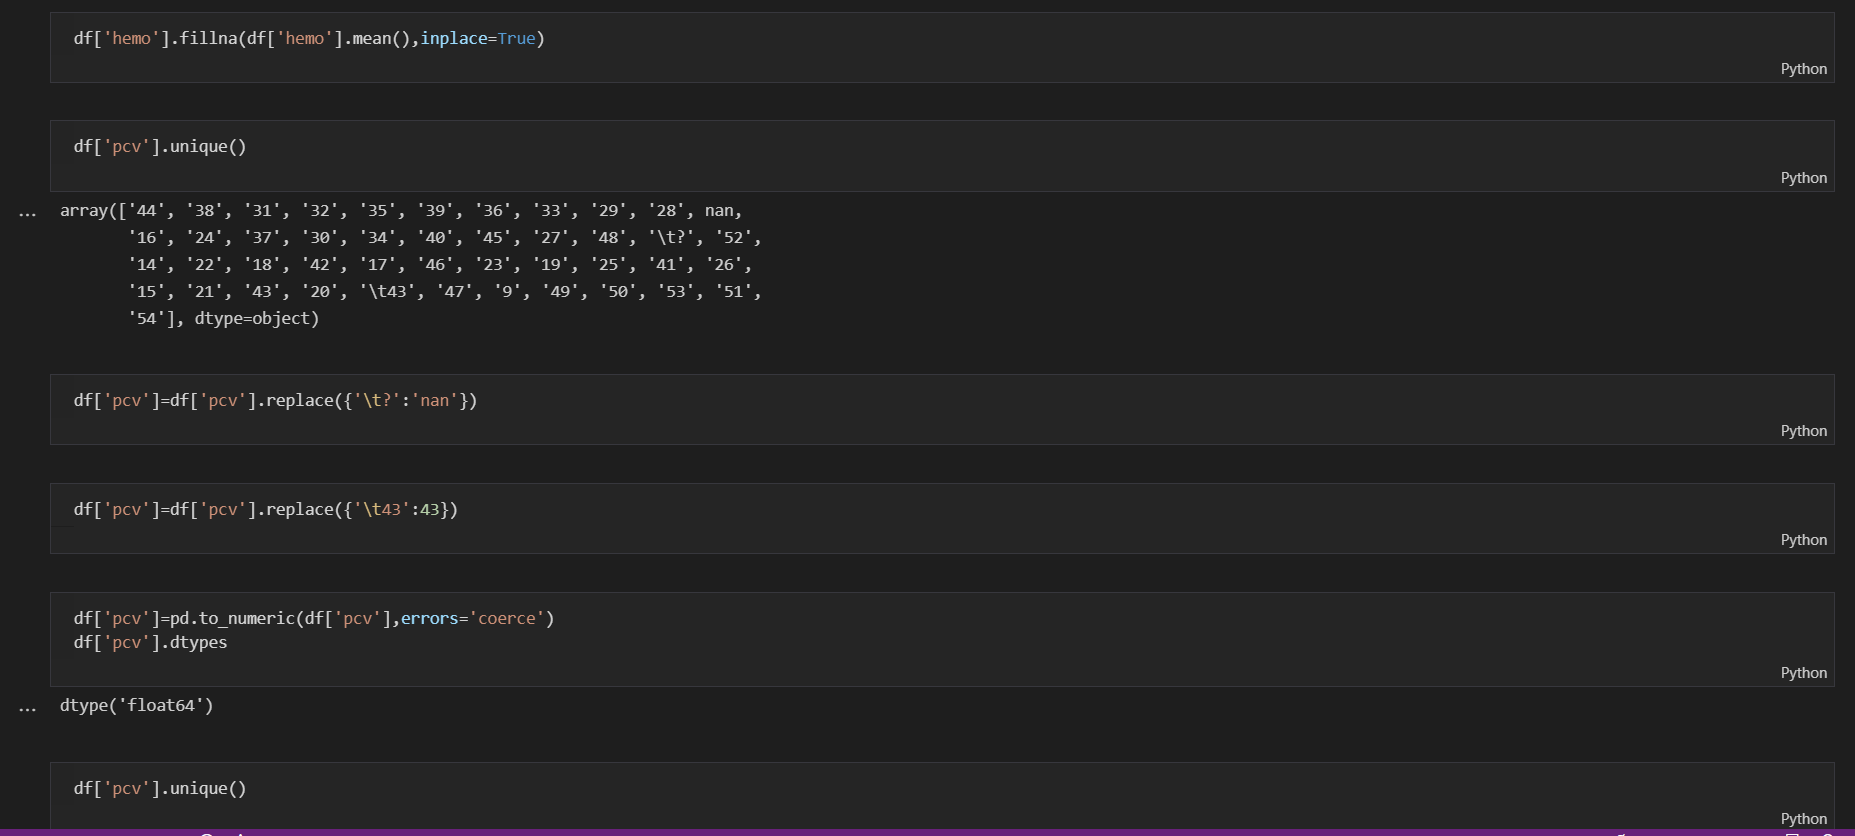 df['hemo'].fillna(df['hemo'].mean(),inplace=True)
Python
df['pcv'].unique()
Python
... array(['44', '38', '31', '32', '35', '39', '36', '33', '29', '28', nan,
'16', '24', '37', '30', '34', '40', '45', '27', '48', '\t?', '52',
'14', '22', '18', '42', '17', '46', '23', '19', '25', '41', '26',
'15', '21', '43', '20', '\t43', '47', '9', '49', '50', '53', '51',
'54'], dtype=object)
df['pcv']=df['pcv'].replace({'\t?':'nan'})
Python
df['pcv']=df['pcv'].replace({'\t43':43})
Python
df['pcv']=pd.to_numeric(df['pcv'],errors='coerce')
df['pcv'].dtypes
Python
... dtype('float64')
df['pcv'].unique()
Python